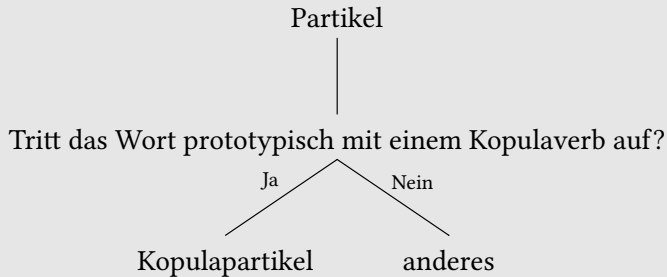 Partikel
Tritt das Wort prototypisch mit einem Kopulaverb auf?
Ja Nein
Kopulapartikel anderes